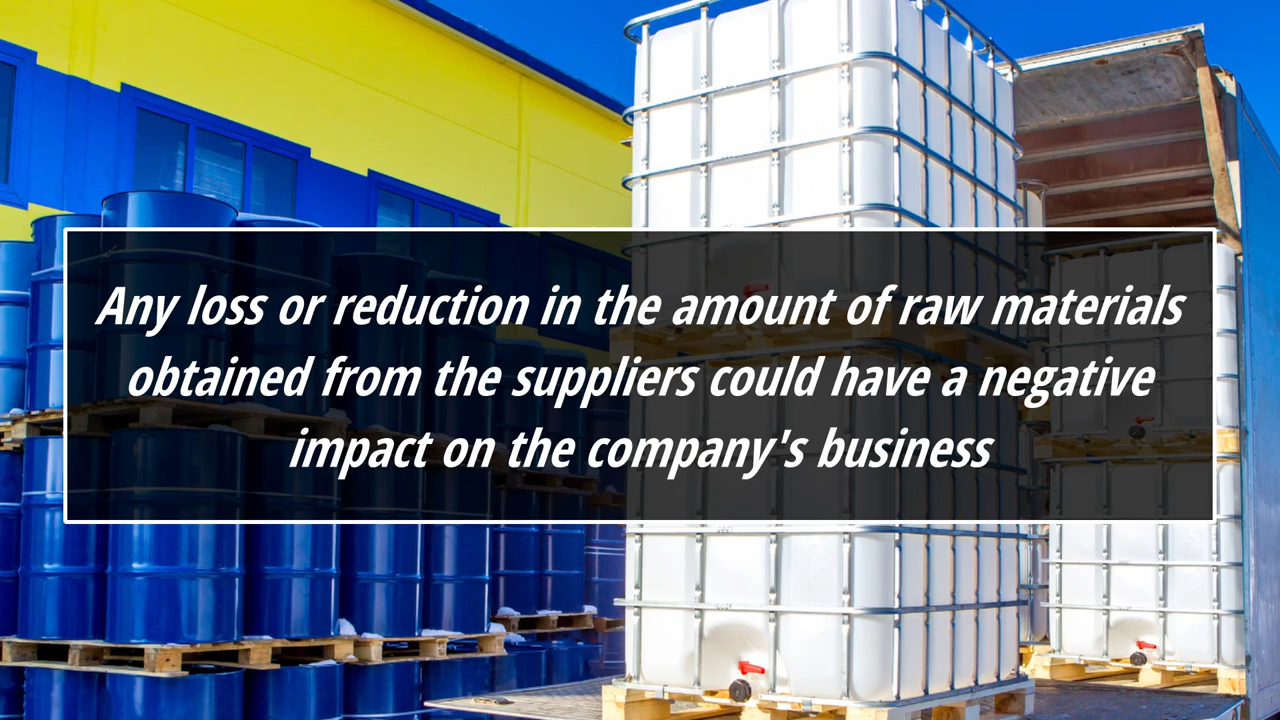 Any loss or reduction in the amount of raw materials
obtained from the suppliers could have a negative
impact on the company's business